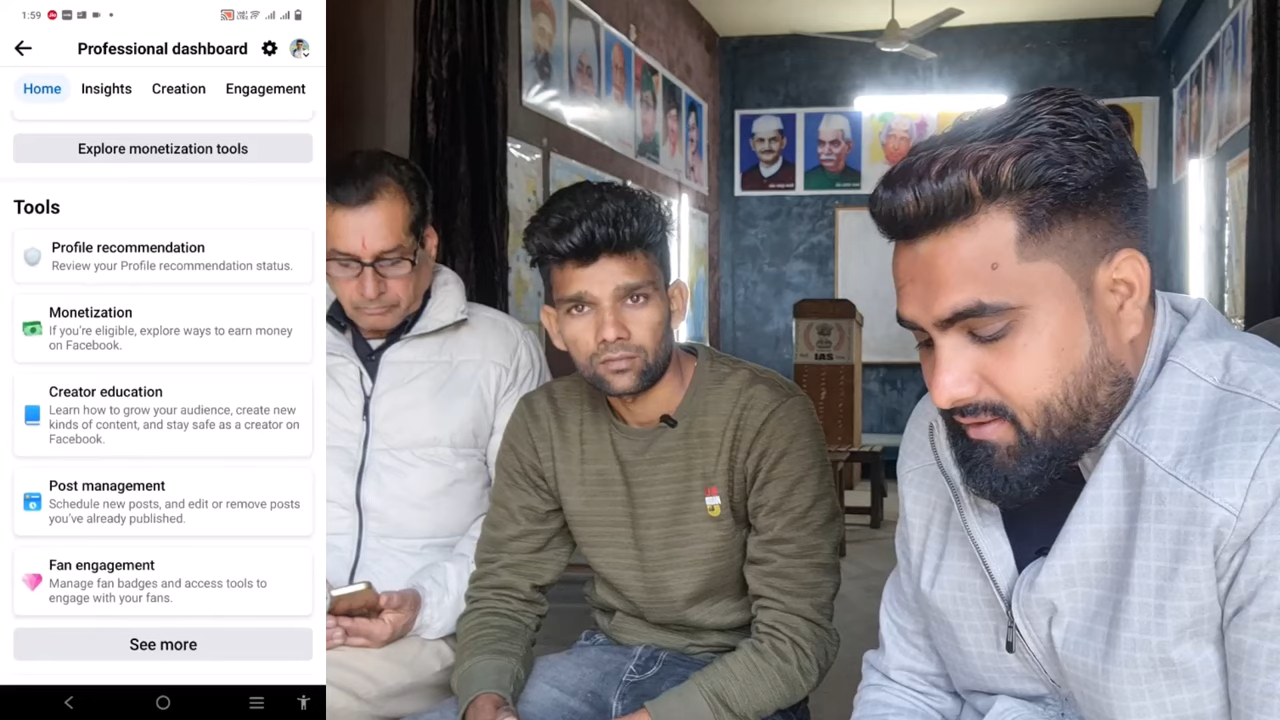 1:59
Professional dashboard
Home Insights Creation Engagement
Explore monetization tools
Tools
Profile recommendation
Review your Profile recommendation status.
Monetization
If you're eligible, explore ways to earn money
on Facebook.
Creator education
Learn how to grow your audience, create new
kinds of content, and stay safe as a creator on
Facebook.
Post management
Schedule new posts, and edit or remove posts
you've already published.
Fan engagement
Manage fan badges and access tools to
engage with your fans.
See more
IAS